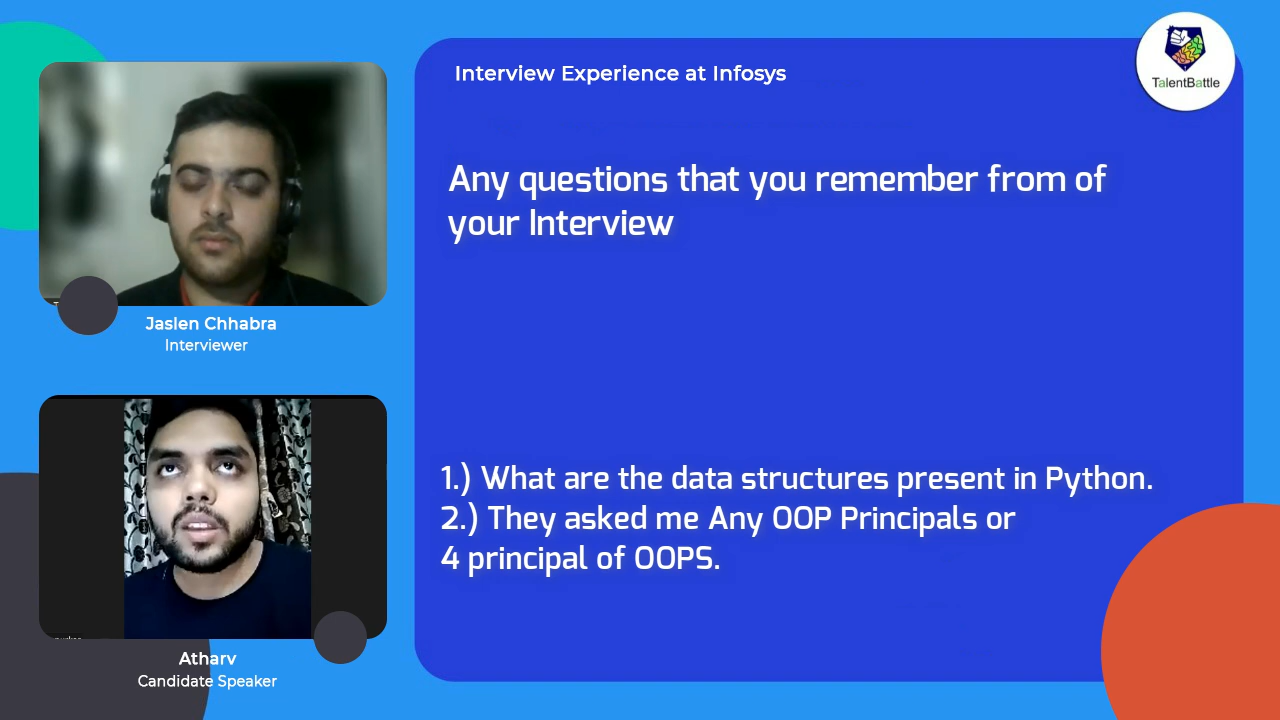 Interview Experience at Infosys
TalentBattle
Any questions that you remember from of
your Interview
Jaslen Chhabra
Interviewer
1.) What are the data structures present in Python.
2.) They asked me Any OOP Principals or
4 principal of OOPS.
Atharv
Candidate Speaker